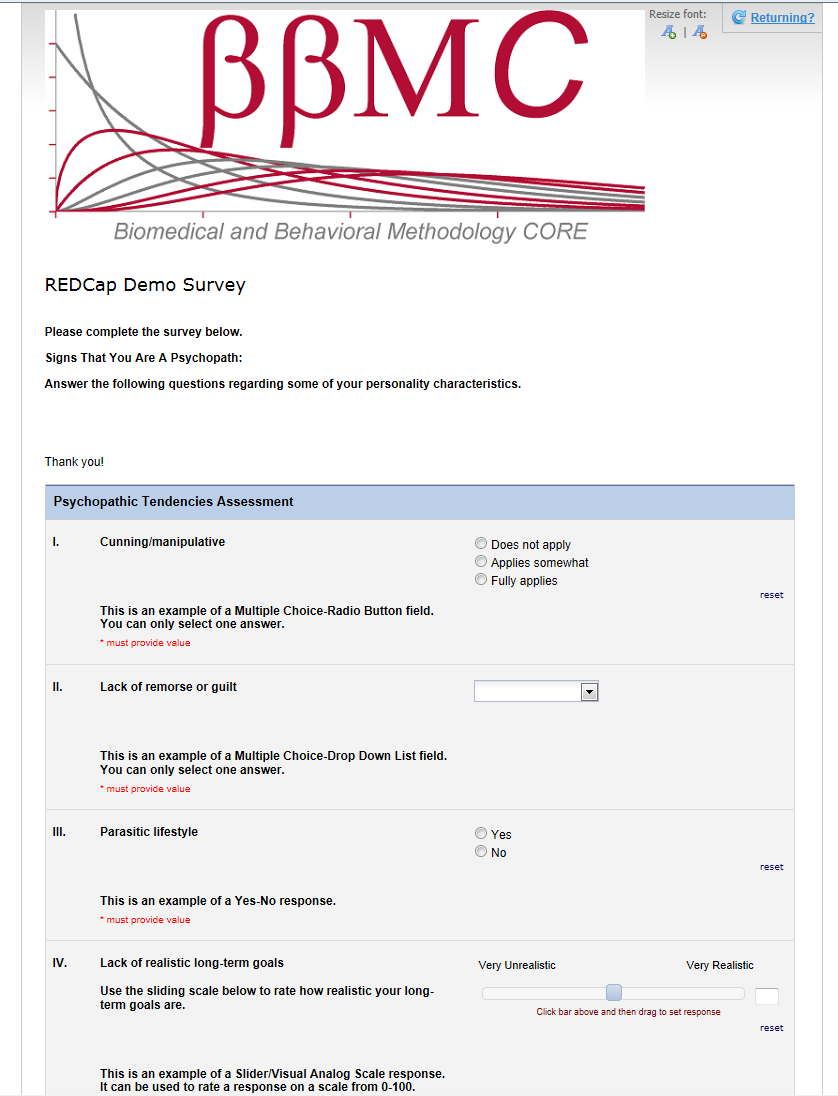 Resize font:
Returning?
ββMC
Biomedical and Behavioral Methodology CORE
REDCap Demo Survey
Please complete the survey below.
Signs That You Are A Psychopath:
Answer the following questions regarding some of your personality characteristics.
Thank you!
Psychopathic Tendencies Assessment
I. Cunning/manipulative
Does not apply
Applies somewhat
Fully applies
reset
This is an example of a Multiple Choice-Radio Button field.
You can only select one answer.
* must provide value
II. Lack of remorse or guilt
This is an example of a Multiple Choice-Drop Down List field.
You can only select one answer.
* must provide value
III. Parasitic lifestyle
Yes
No
reset
This is an example of a Yes-No response.
* must provide value
IV. Lack of realistic long-term goals
Very Unrealistic Very Realistic
Use the sliding scale below to rate how realistic your long-
term goals are.
Click bar above and then drag to set response
reset
This is an example of a Slider/Visual Analog Scale response.
It can be used to rate a response on a scale from 0-100.